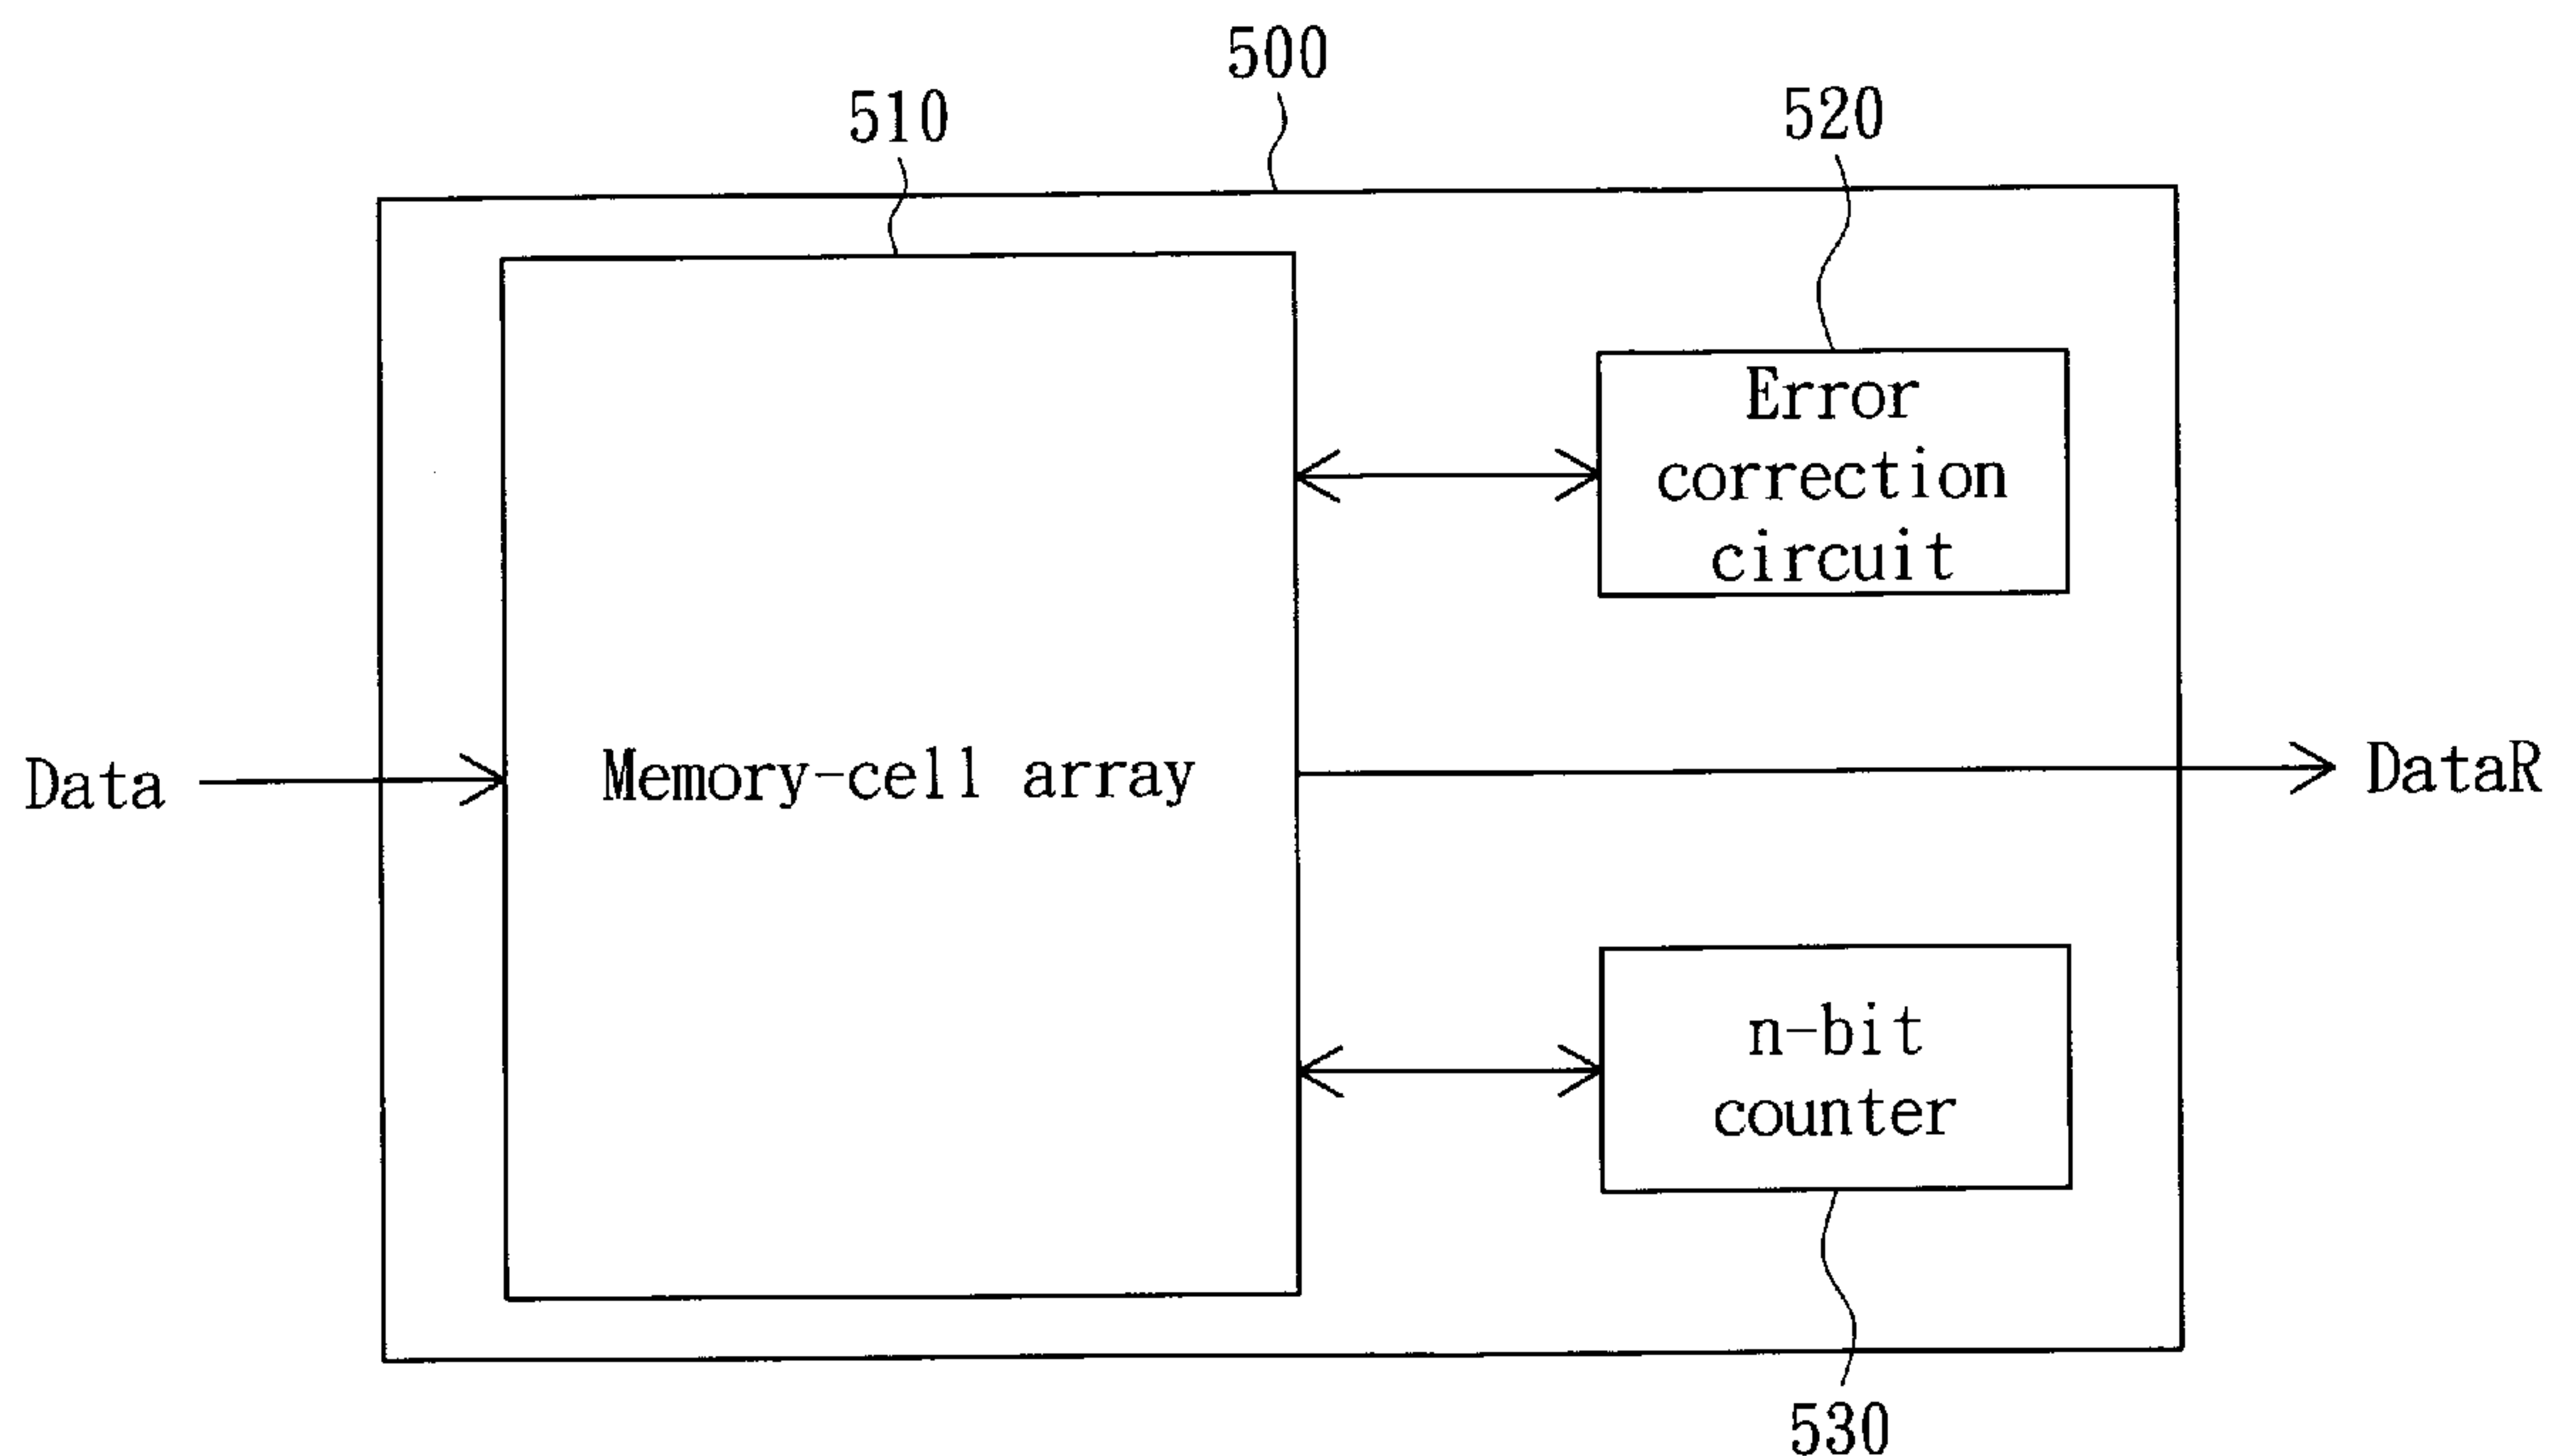 500
510
520
Error
correction
circuit
Data
Memory-cell array
DataR
n-bit
counter
530